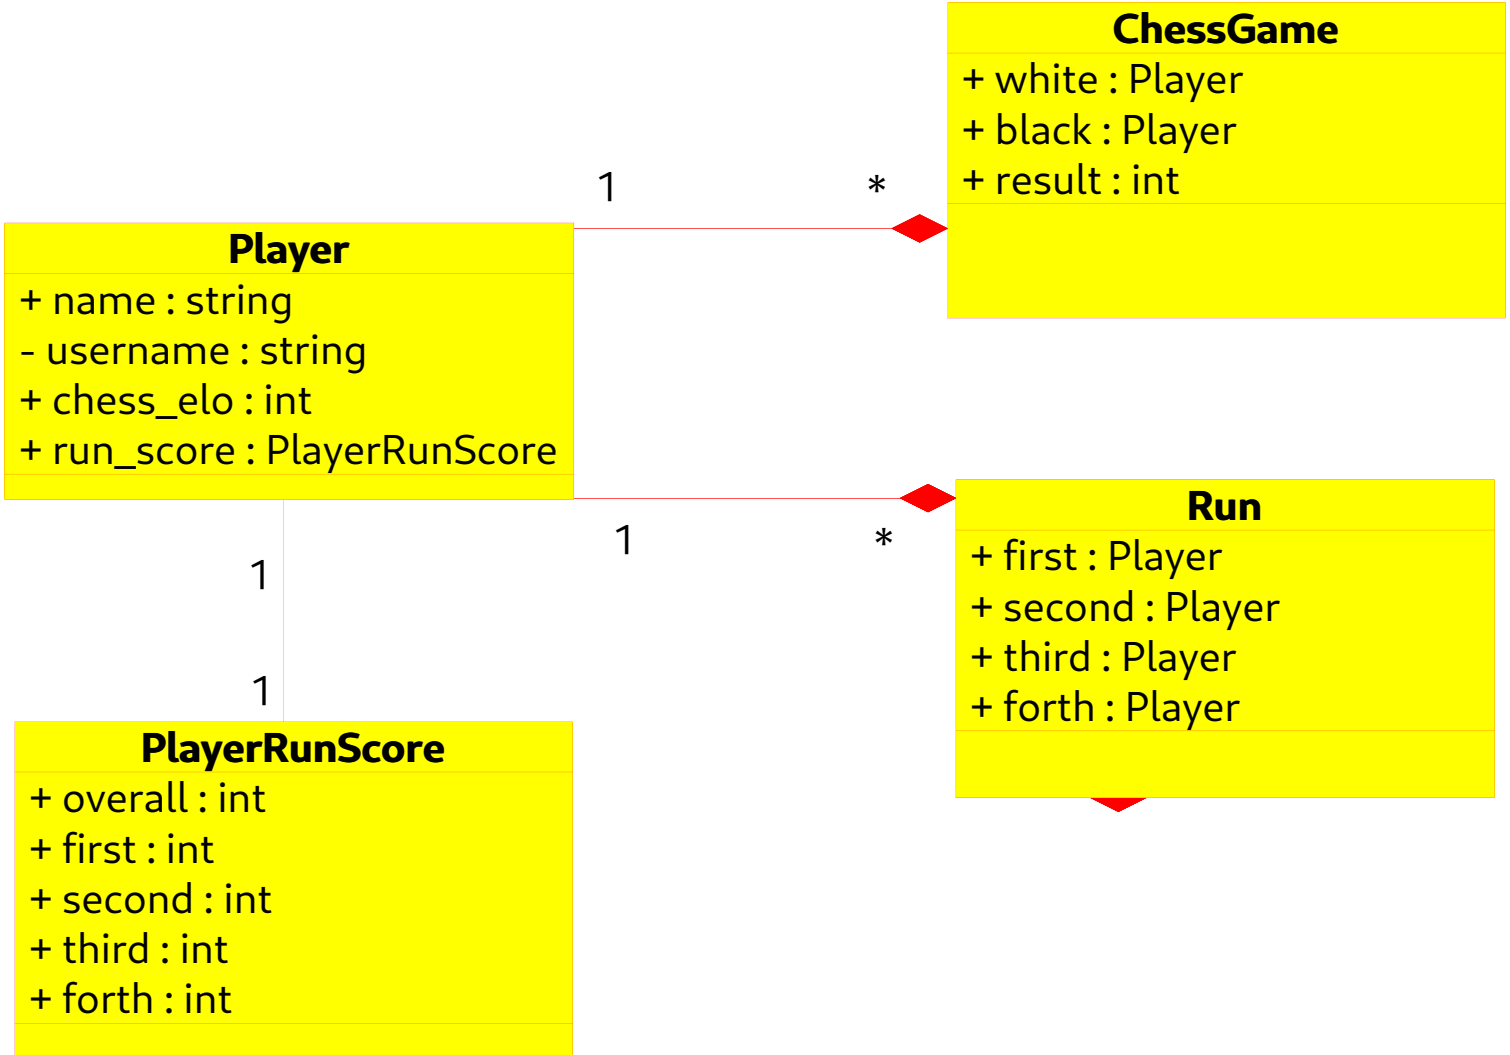 ChessGame
+ white : Player
+ black : Player
+ result : int
1 *
Player
+ name : string
- username : string
+ chess_elo : int
+ run_score : PlayerRunScore
1 *
Run
+ first : Player
+ second : Player
+ third : Player
+ forth : Player
1
1
PlayerRunScore
+ overall : int
+ first : int
+ second : int
+ third : int
+ forth : int